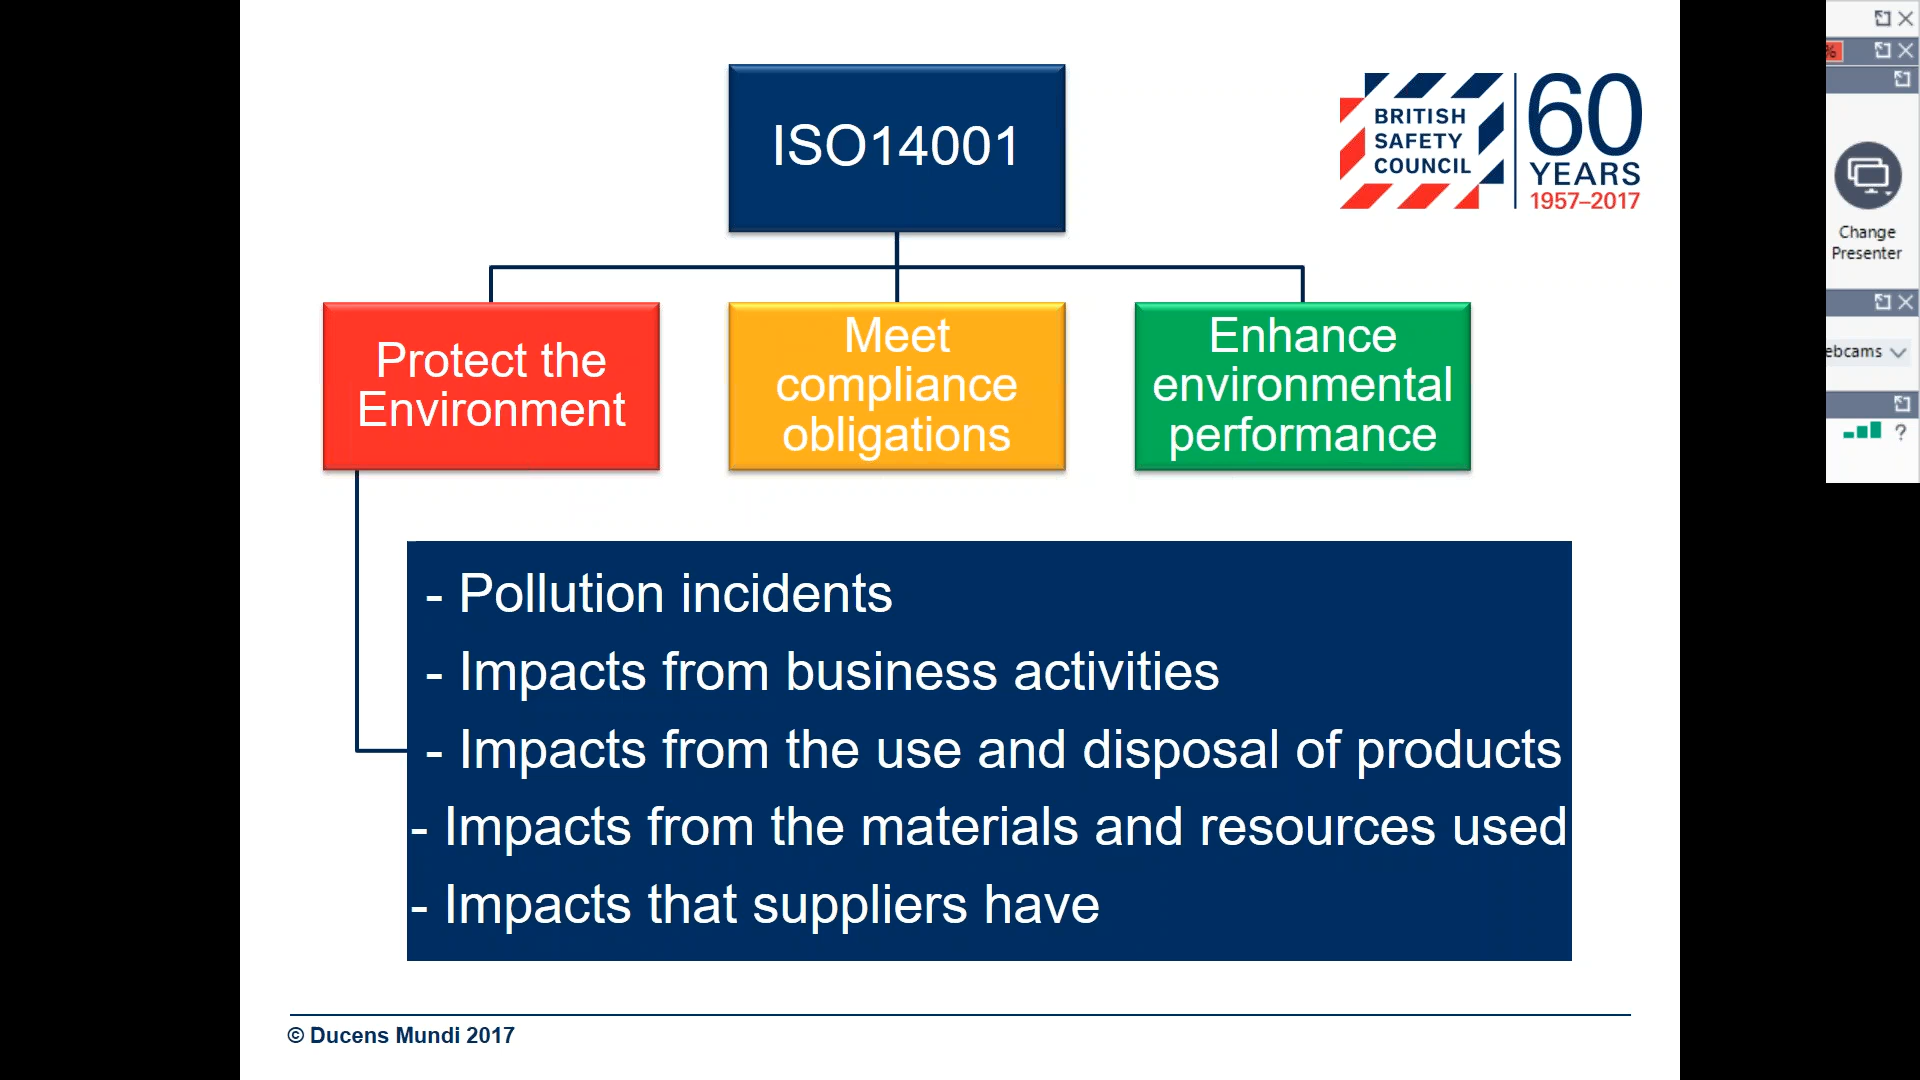 ISO14001
BRITISH
SAFETY
COUNCIL
60
YEARS
1957–2017
%
Change
Presenter
Protect the
Environment
Meet
compliance
obligations
Enhance
environmental
performance
ebcams
?
- Pollution incidents
- Impacts from business activities
- Impacts from the use and disposal of products
- Impacts from the materials and resources used
- Impacts that suppliers have
© Ducens Mundi 2017